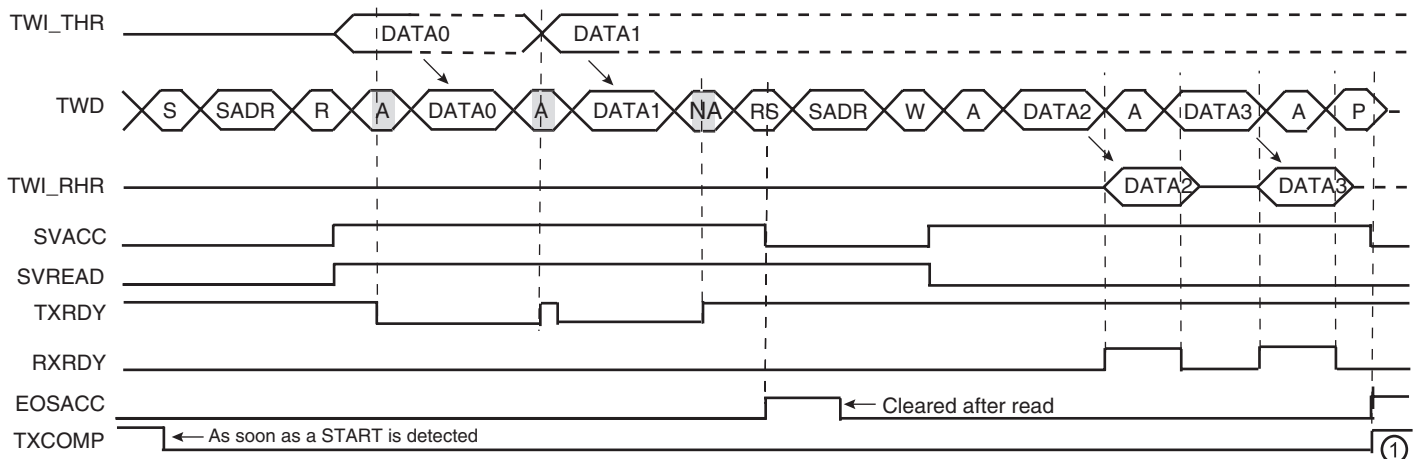 TWI_THR DATA0 DATA1
TWD S SADR R A DATA0 A DATA1 NA RS SADR W A DATA2 A DATA3 A P
TWI_RHR DATA2 DATA3
SVACC
SVREAD
TXRDY
RXRDY
EOSACC Cleared after read
TXCOMP As soon as a START is detected 1